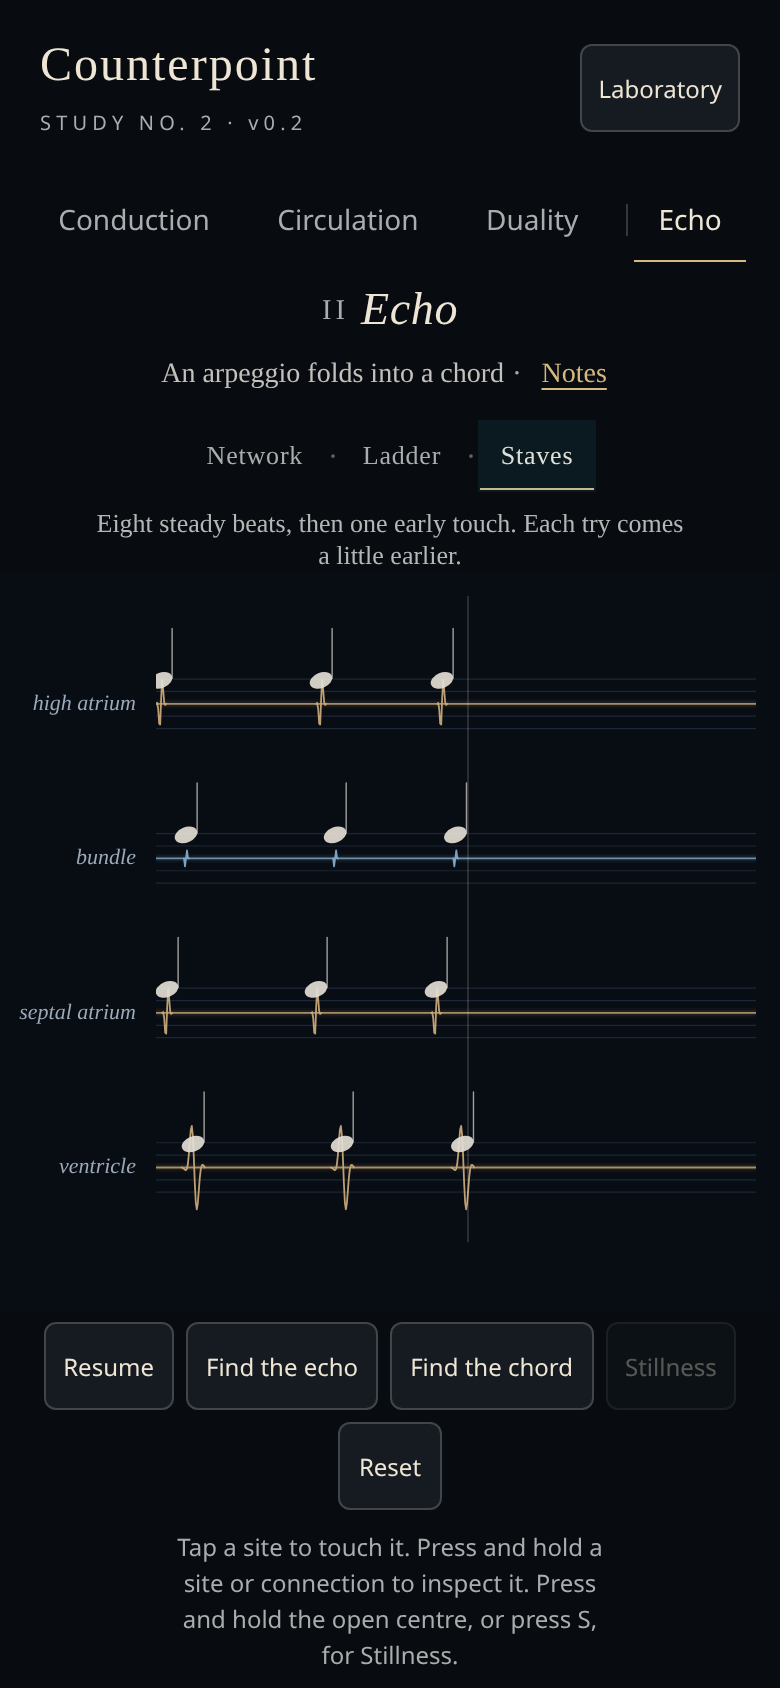 Counterpoint
STUDY NO. 2 · v0.2
Laboratory
Conduction Circulation Duality Echo
II Echo
An arpeggio folds into a chord · Notes
Network · Ladder · Staves
Eight steady beats, then one early touch. Each try comes
a little earlier.
high atrium
bundle
septal atrium
ventricle
Resume Find the echo Find the chord Stillness
Reset
Tap a site to touch it. Press and hold a
site or connection to inspect it. Press
and hold the open centre, or press S,
for Stillness.